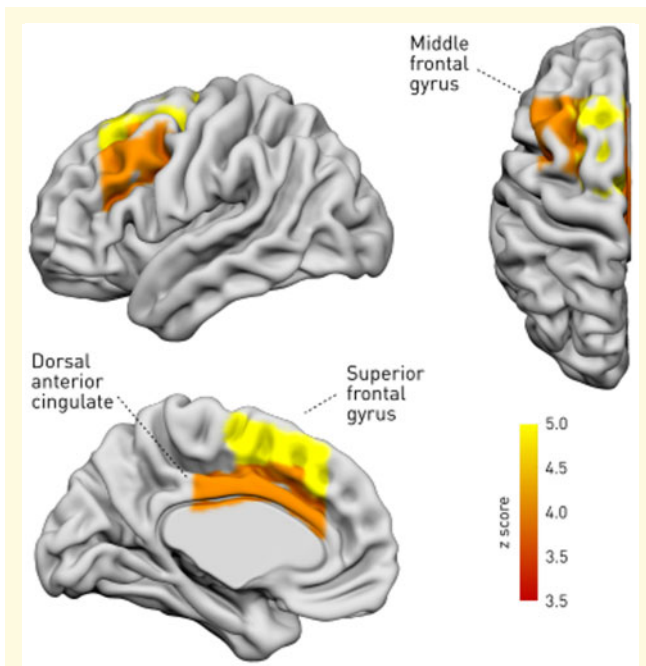 Middle
frontal
gyrus
Dorsal
anterior
cingulate
Superior
frontal
gyrus
5.0
4.5
4.0
3.5
3.5
z score